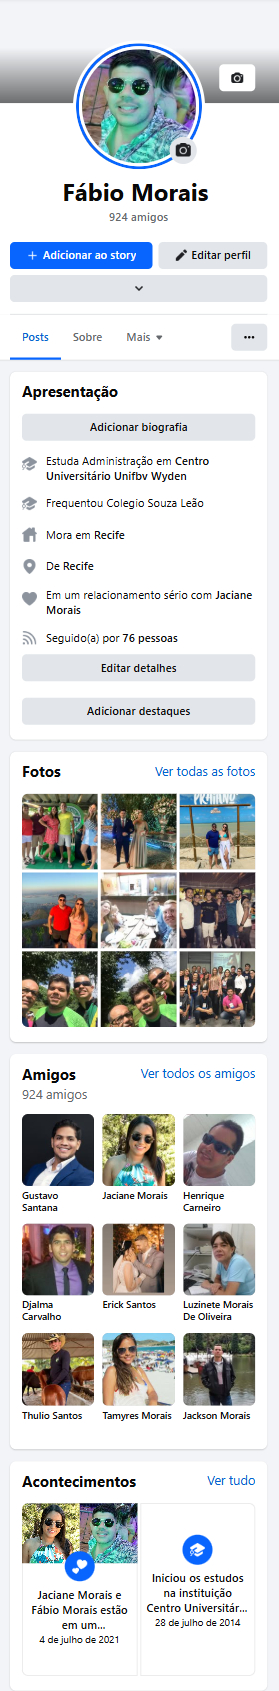 Fábio Morais
924 amigos
+ Adicionar ao story
Editar perfil
Posts
Sobre
Mais
Apresentação
Adicionar biografia
Estuda Administração em Centro
Universitário Unifbv Wyden
Frequentou Colegio Souza Leão
Mora em Recife
De Recife
Em um relacionamento sério com Jaciane
Morais
Seguido(a) por 76 pessoas
Editar detalhes
Adicionar destaques
Fotos
Ver todas as fotos
Amigos
Ver todos os amigos
924 amigos
Gustavo
Santana
Jaciane Morais
Henrique
Carneiro
Djalma
Carvalho
Erick Santos
Luzinete Morais
De Oliveira
Thulio Santos
Tamyres Morais
Jackson Morais
Acontecimentos
Ver tudo
Jaciane Morais e
Fábio Morais estão
em um...
4 de julho de 2021
Iniciou os estudos
na instituição
Centro Universitár...
28 de julho de 2014